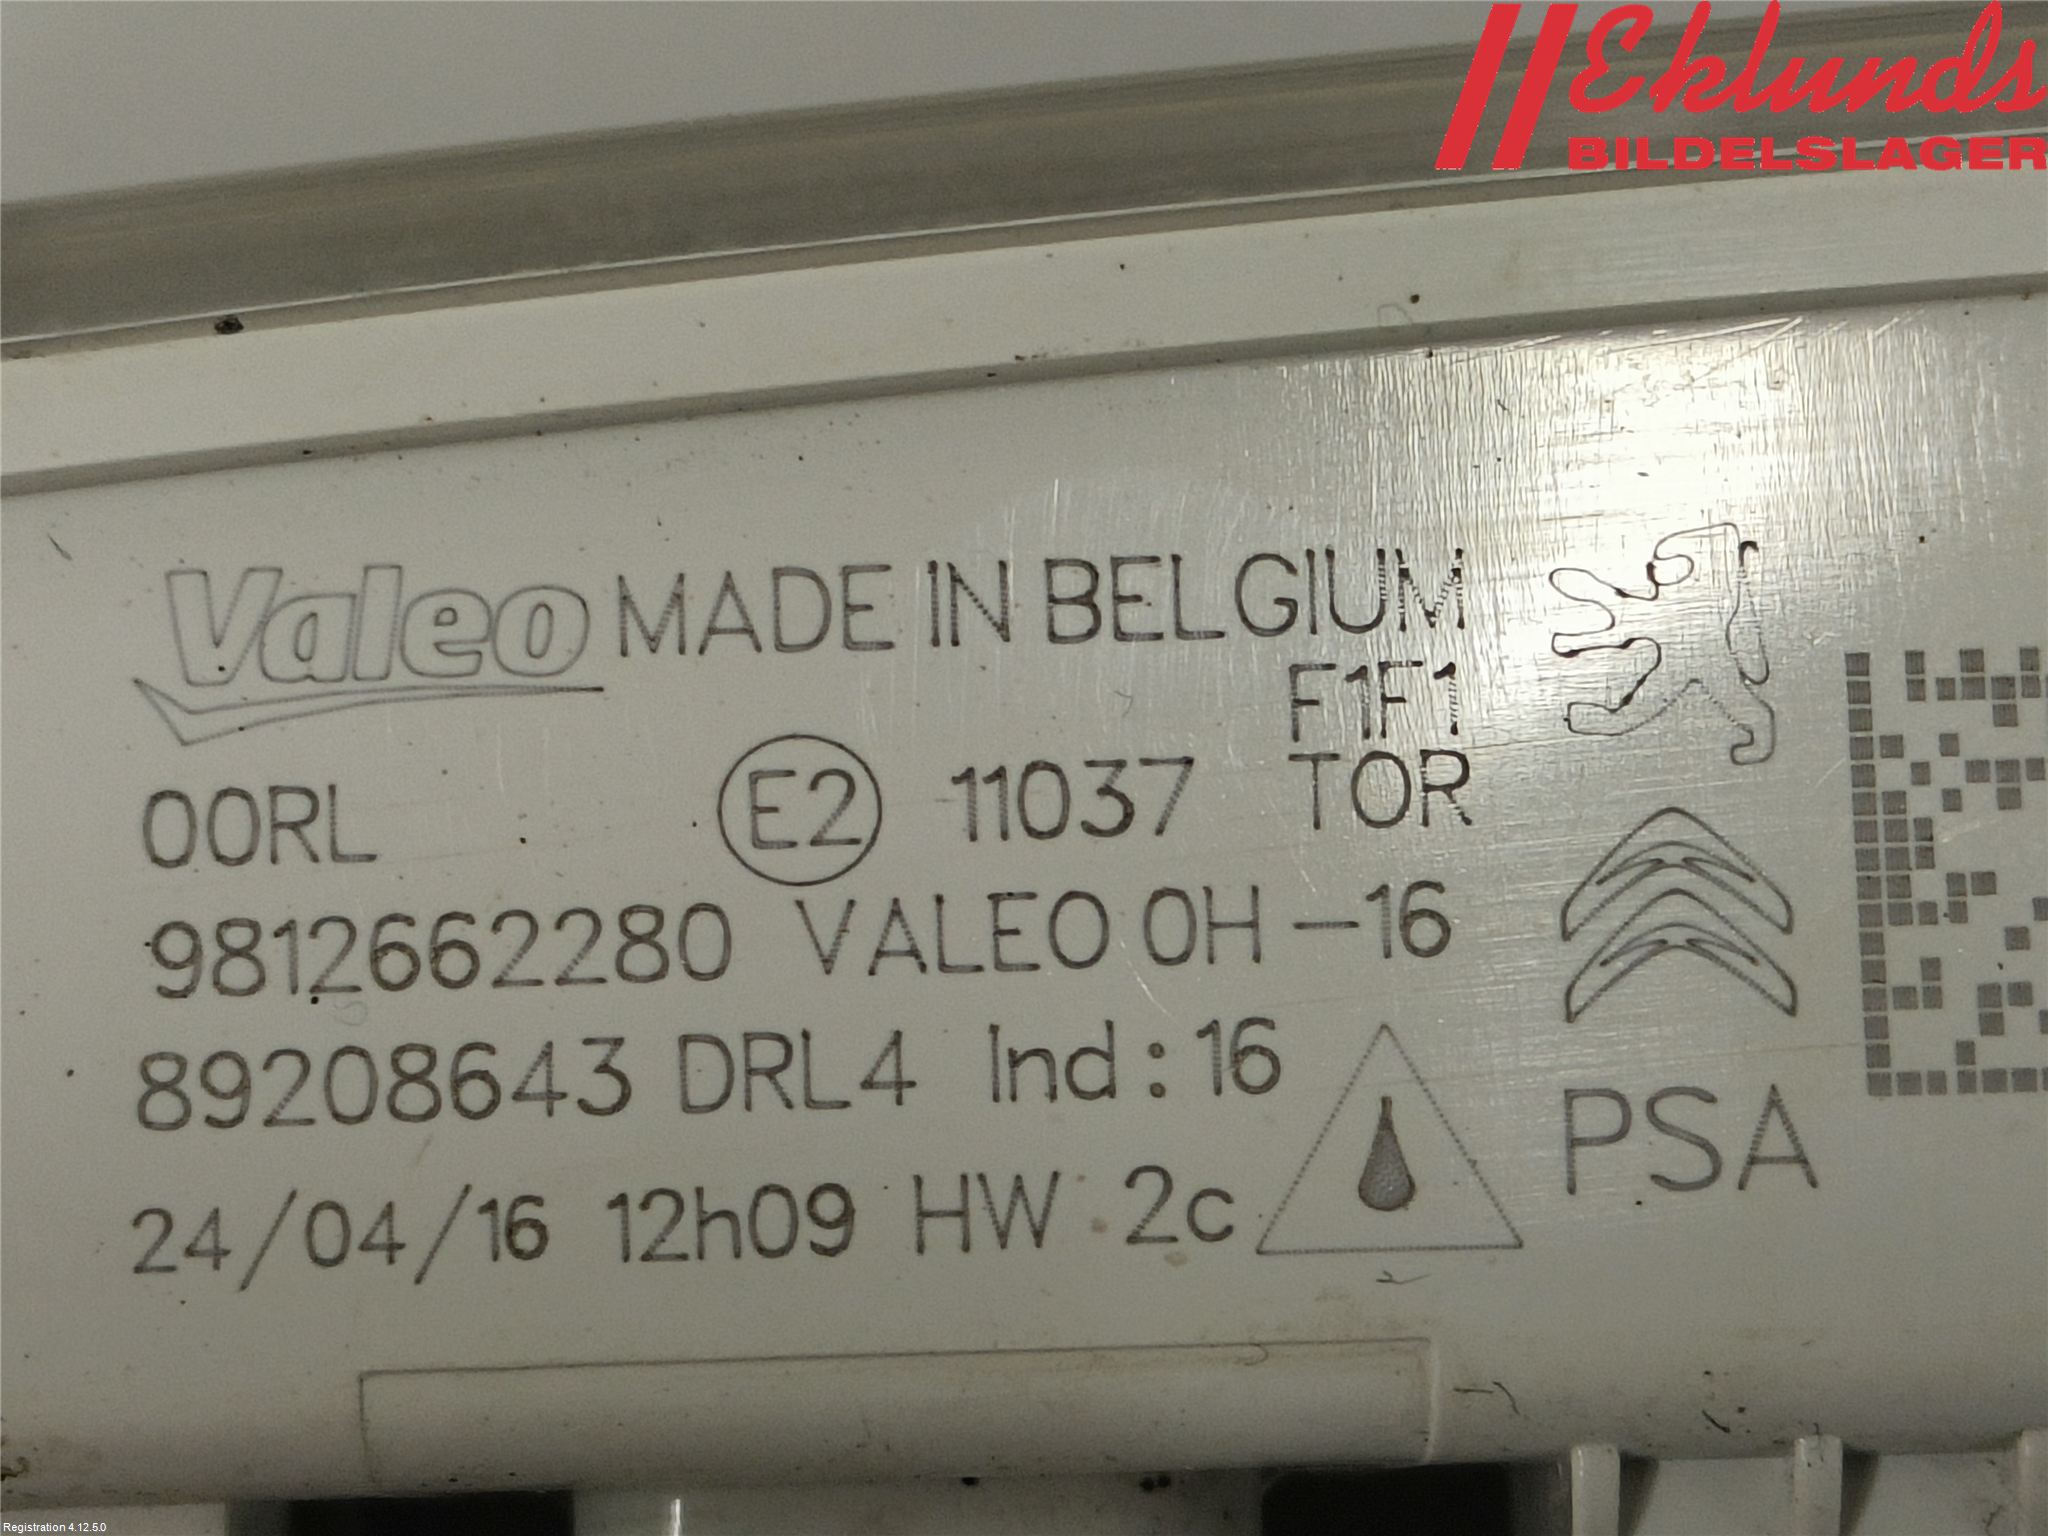 Eklunds
BILDELSLAGER
Valeo MADE IN BELGIUM
F1F1
00RL E2 11037 TOR
9812662280 VALEO 0H-16
89208643 DRL4 Ind:16
PSA
24/04/16 12h09 HW 2c
Registration 4.12.5.0